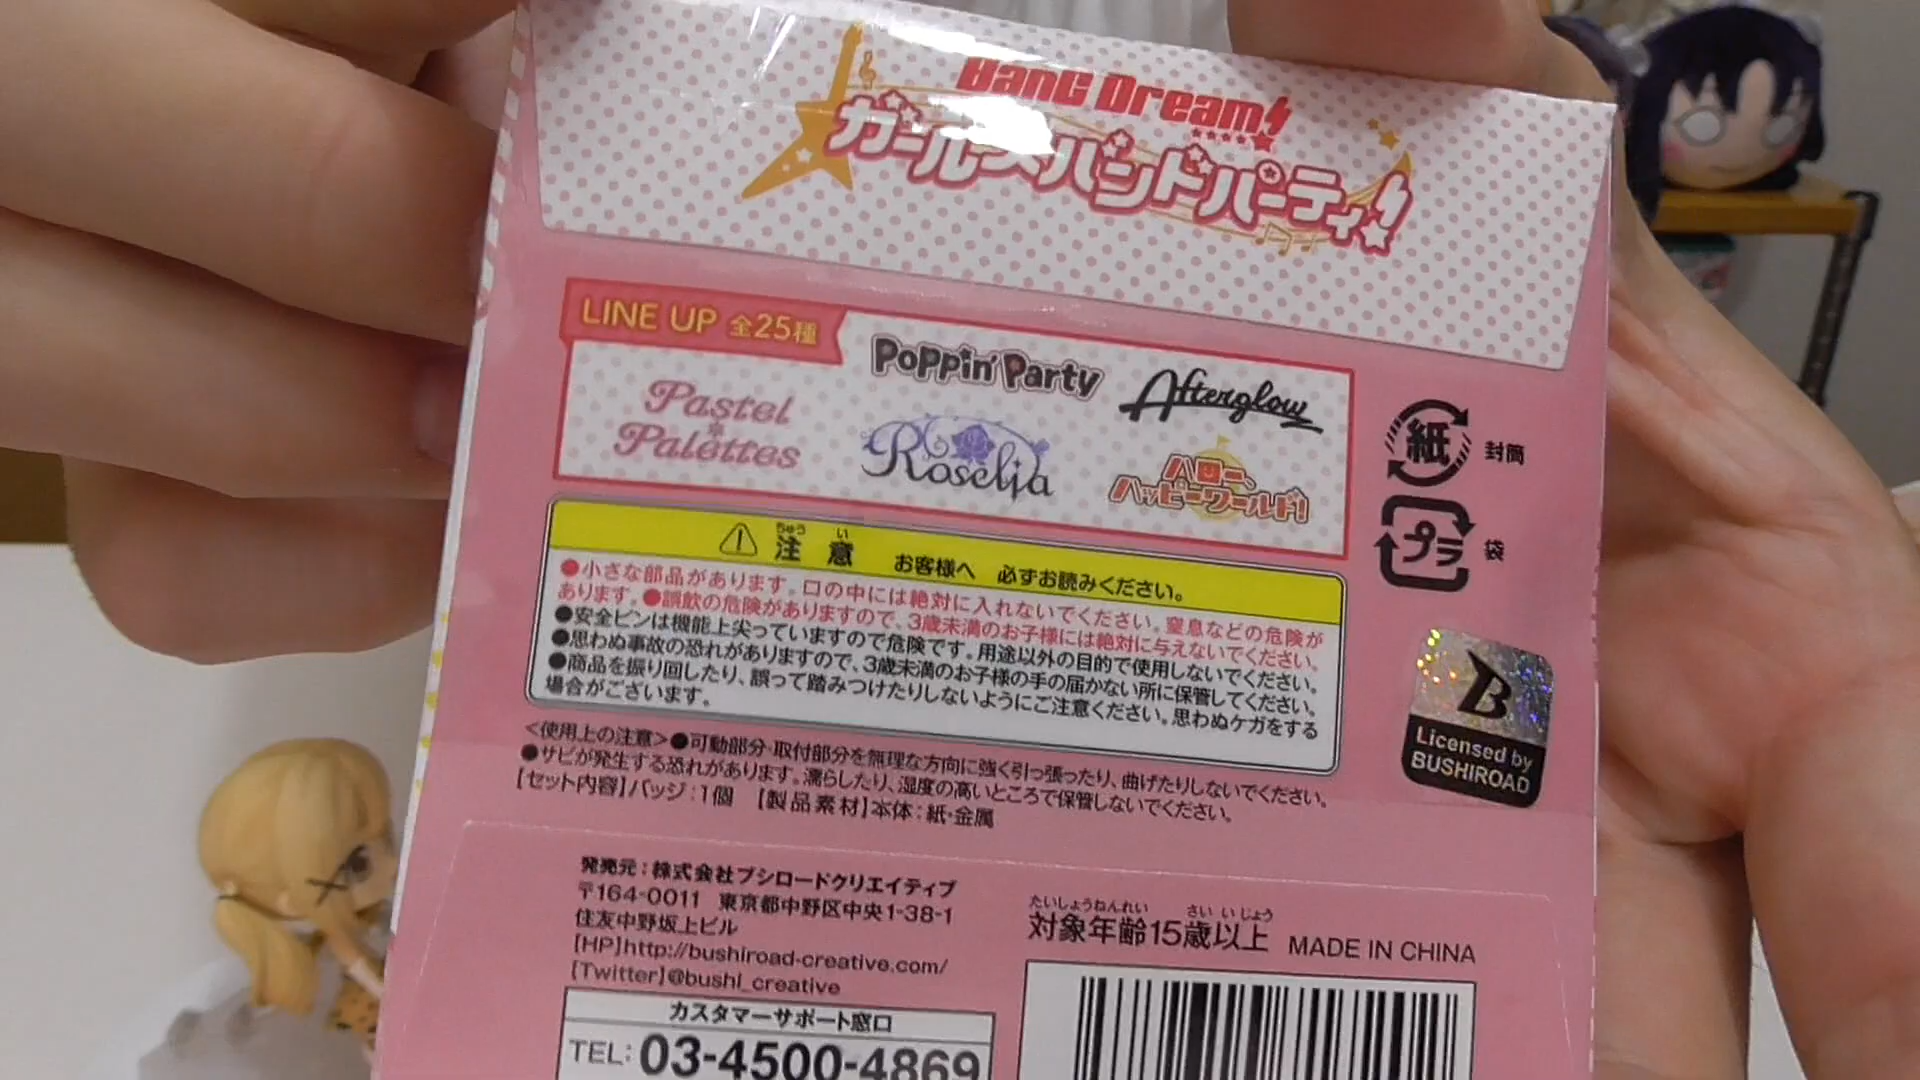 BanG Dream!
ガールズバンドパーティ!
LINE UP 全25種
Poppin'Party
Afterglow
Pastel
Palettes
Roselia
ハロー、
ハッピーワールド!
紙 封筒
プラ 袋
ちゅう い
注意 お客様へ 必ずお読みください。
●小さな部品があります。口の中には絶対に入れないでください。窒息などの危険が
あります。●誤飲の危険がありますので、3歳未満のお子様には絶対に与えないでください。
●安全ピンは機能上尖っていますので危険です。用途以外の目的で使用しないでください。
●思わぬ事故の恐れがありますので、3歳未満のお子様の手の届かない所に保管してください。
●商品を振り回したり、誤って踏みつけたりしないようにご注意ください。思わぬケガをする
場合がございます。
B
Licensed by
BUSHIROAD
<使用上の注意>●可動部分・取付部分を無理な方向に強く引っ張ったり、曲げたりしないでください。
●サビが発生する恐れがあります。濡らしたり、湿度の高いところで保管しないでください。
【セット内容】バッジ:1個 【製品素材】本体:紙・金属
発売元:株式会社ブシロードクリエイティブ
〒164-0011 東京都中野区中央1-38-1
住友中野坂上ビル
【HP】http://bushiroad-creative.com/
【Twitter】@bushi_creative
たいしょうねんれい さい いじょう
対象年齢15歳以上 MADE IN CHINA
カスタマーサポート窓口
TEL:03-4500-4869